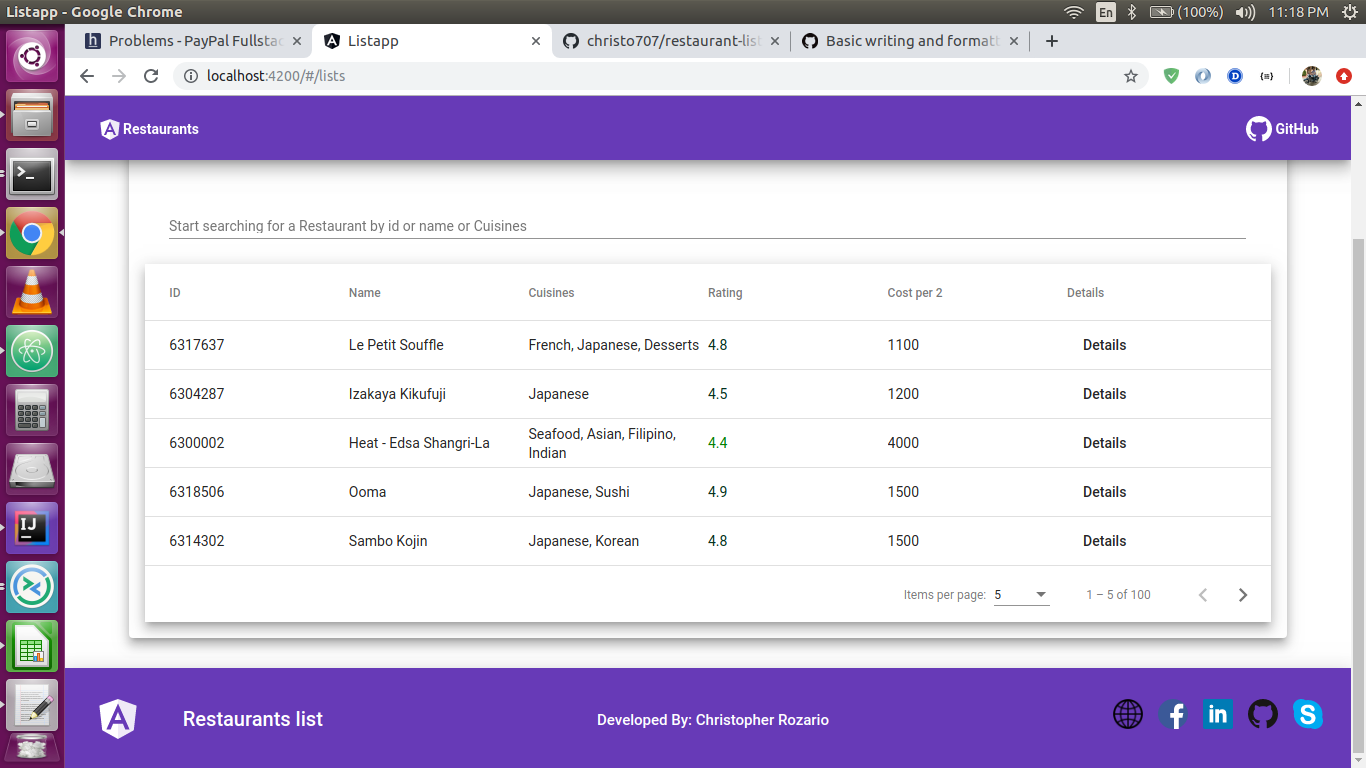 Listapp - Google Chrome
En
(100%)
11:18 PM
Problems - PayPal Fullstac
Listapp
christo707/restaurant-list
Basic writing and formatt
localhost:4200/#/lists
Restaurants
GitHub
Start searching for a Restaurant by id or name or Cuisines
ID Name Cuisines Rating Cost per 2 Details
6317637 Le Petit Souffle French, Japanese, Desserts 4.8 1100 Details
6304287 Izakaya Kikufuji Japanese 4.5 1200 Details
6300002 Heat - Edsa Shangri-La Seafood, Asian, Filipino, 4.4 4000 Details
Indian
6318506 Ooma Japanese, Sushi 4.9 1500 Details
6314302 Sambo Kojin Japanese, Korean 4.8 1500 Details
Items per page: 5 1 – 5 of 100
Restaurants list
Developed By: Christopher Rozario